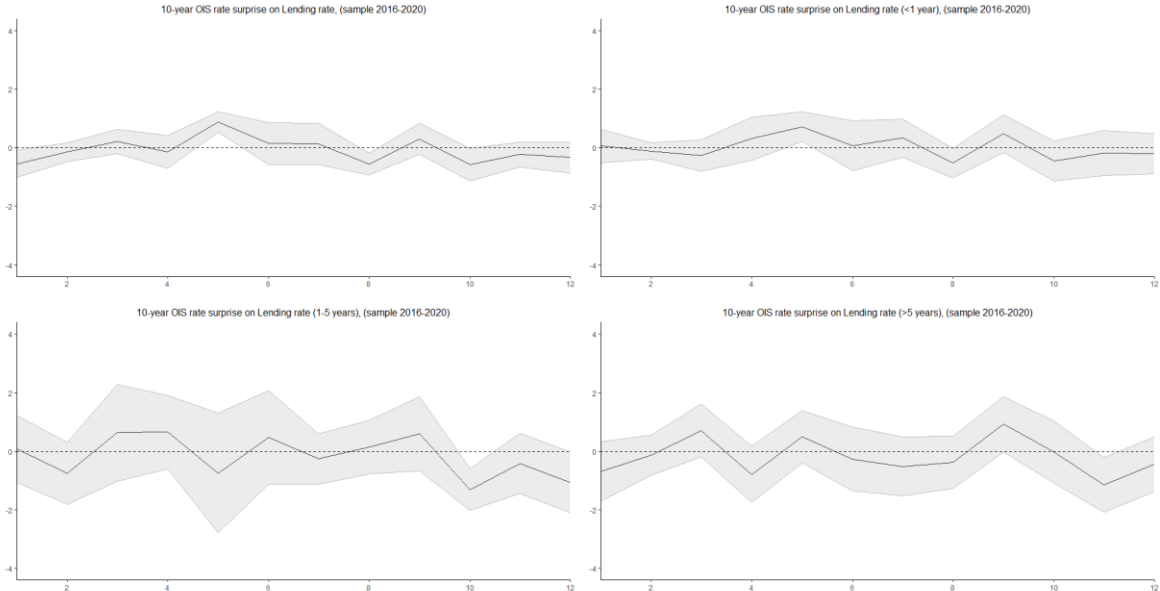 10-year OIS rate surprise on Lending rate, (sample 2016-2020)
4
2
0
-2
-4
2 4 6 8 10 12
10-year OIS rate surprise on Lending rate (<1 year), (sample 2016-2020)
4
2
0
-2
-4
2 4 6 8 10 12
10-year OIS rate surprise on Lending rate (1-5 years), (sample 2016-2020)
4
2
0
-2
-4
2 4 6 8 10 12
10-year OIS rate surprise on Lending rate (>5 years), (sample 2016-2020)
4
2
0
-2
-4
2 4 6 8 10 12